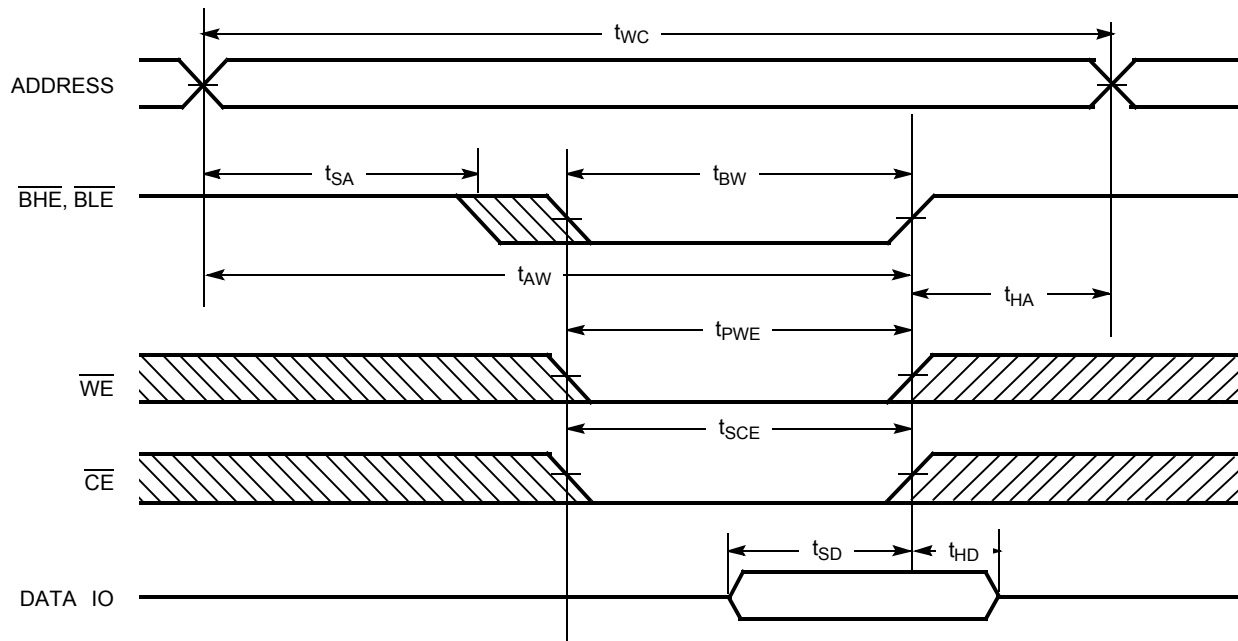 tWC
ADDRESS
tSA
tBW
BHE, BLE
tAW
tHA
tPWE
WE
tSCE
CE
tSD
tHD
DATA IO